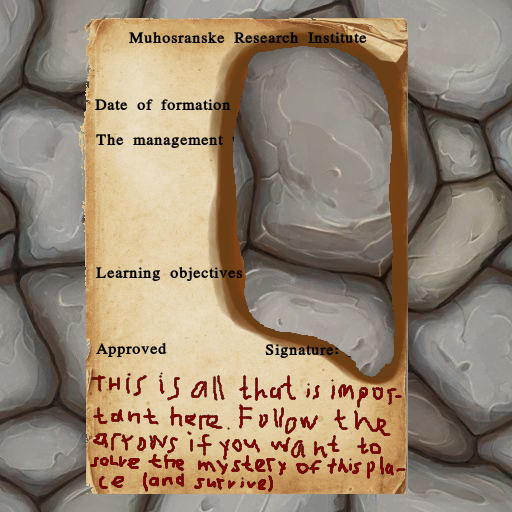 Muhosranske Research Institute
Date of formation
The management
Learning objectives
Approved Signature:
THis is all that is impor-
tant here. Follow the
arrows if you want to
solve the mystery of this pla-
ce (and survive)